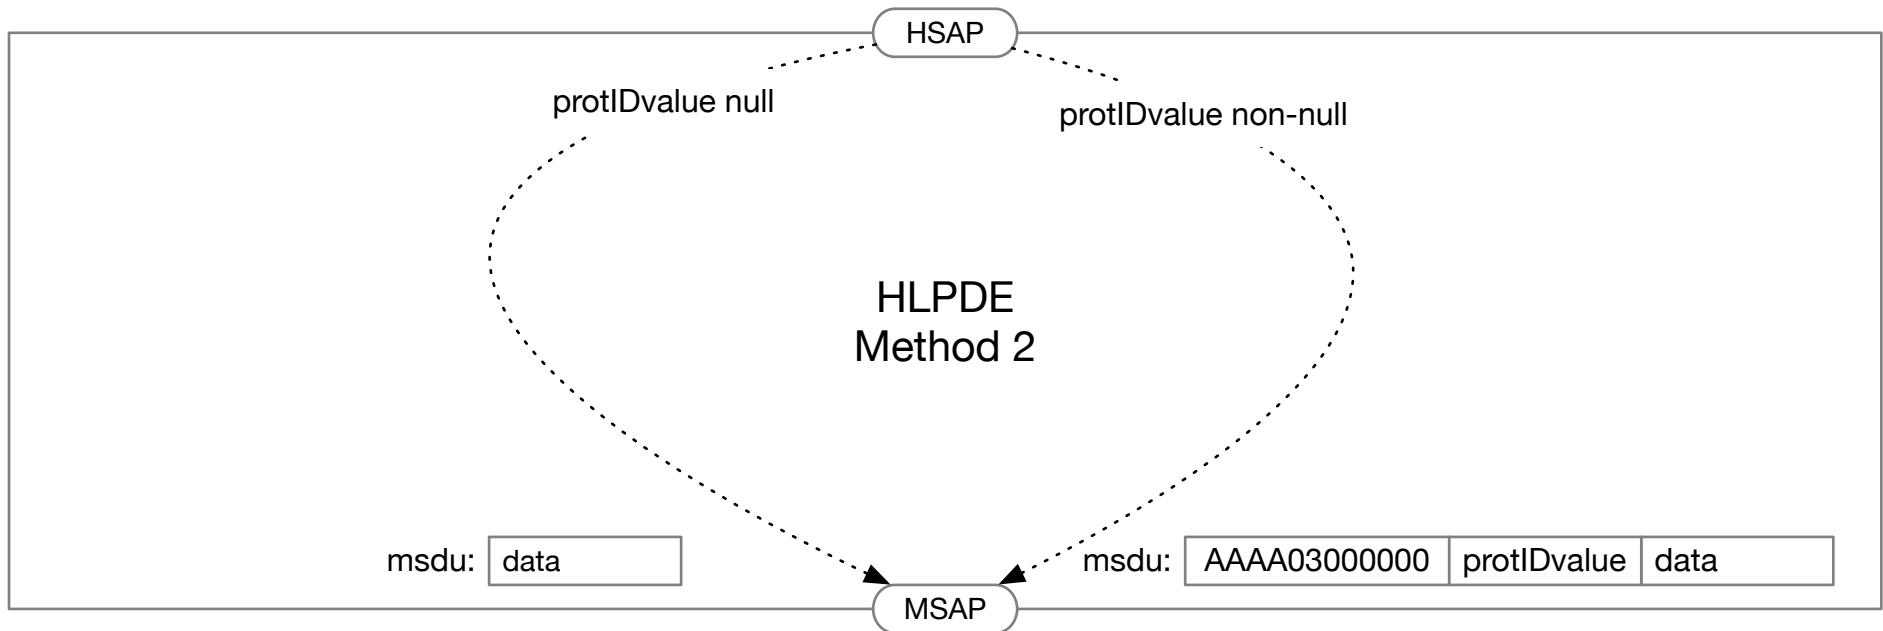 HSAP
protIDvalue null
protIDvalue non-null
HLPDE
Method 2
msdu: data
msdu: AAAA03000000 protIDvalue data
MSAP